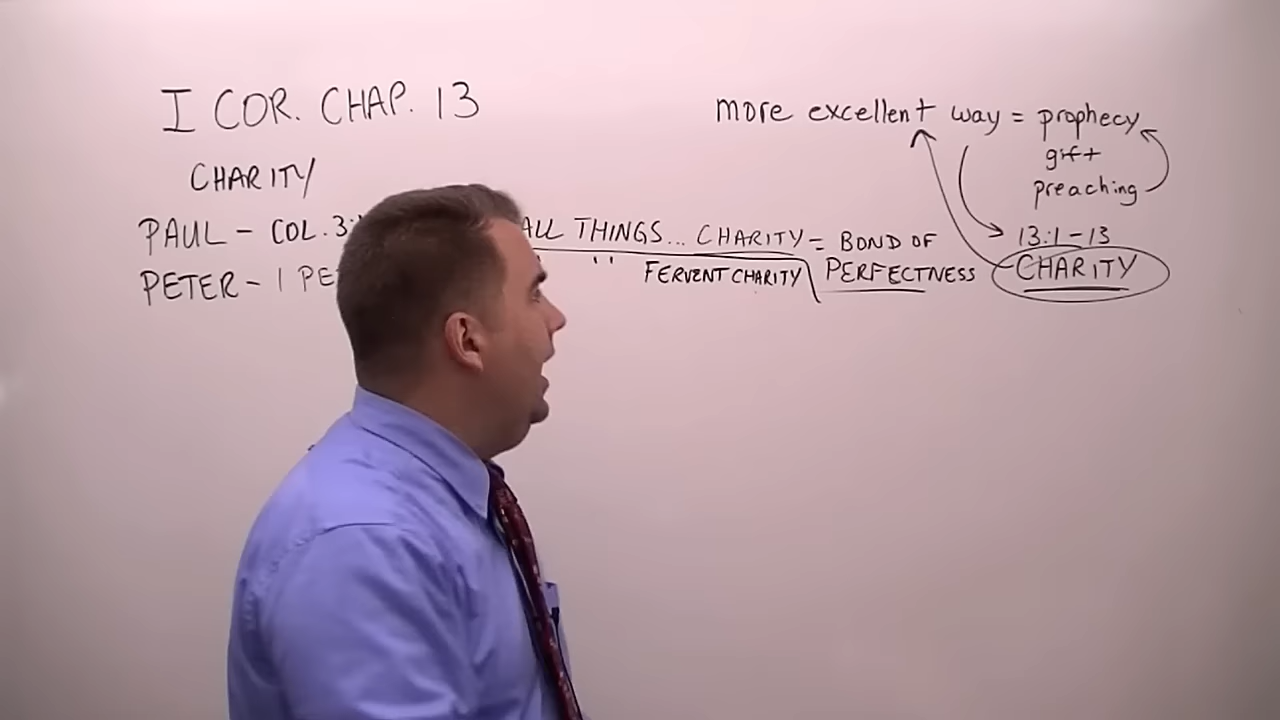 I COR. CHAP. 13
CHARITY
PAUL - COL. 3:
ALL THINGS... CHARITY = BOND OF
PERFECTNESS
PETER - 1 PE
" FERVENT CHARITY
more excellent way = prophecy
gift
preaching
13:1-13
CHARITY